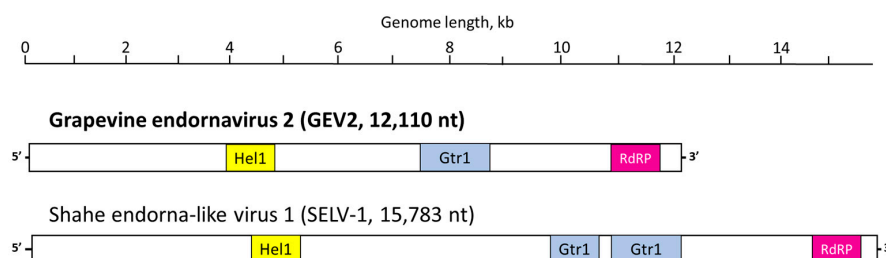 Genome length, kb
0 2 4 6 8 10 12 14
Grapevine endornavirus 2 (GEV2, 12,110 nt)
5’ Hel1 Gtr1 RdRP 3’
Shahe endorna-like virus 1 (SELV-1, 15,783 nt)
5’ Hel1 Gtr1 Gtr1 RdRP